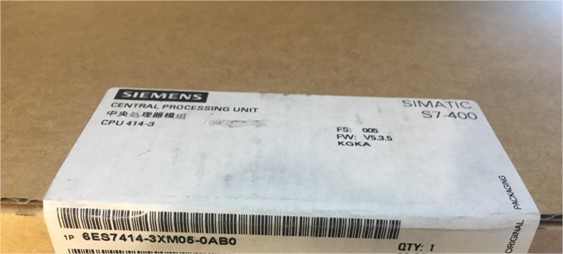 SIEMENS
CENTRAL PROCESSING UNIT
中央处理器模组
CPU 414-3
SIMATIC
S7-400
FS: 005
FW: V5.3.5
KGKA
ORIGINAL PACKAGING
1P 6ES7414-3XM05-0AB0
QTY: 1